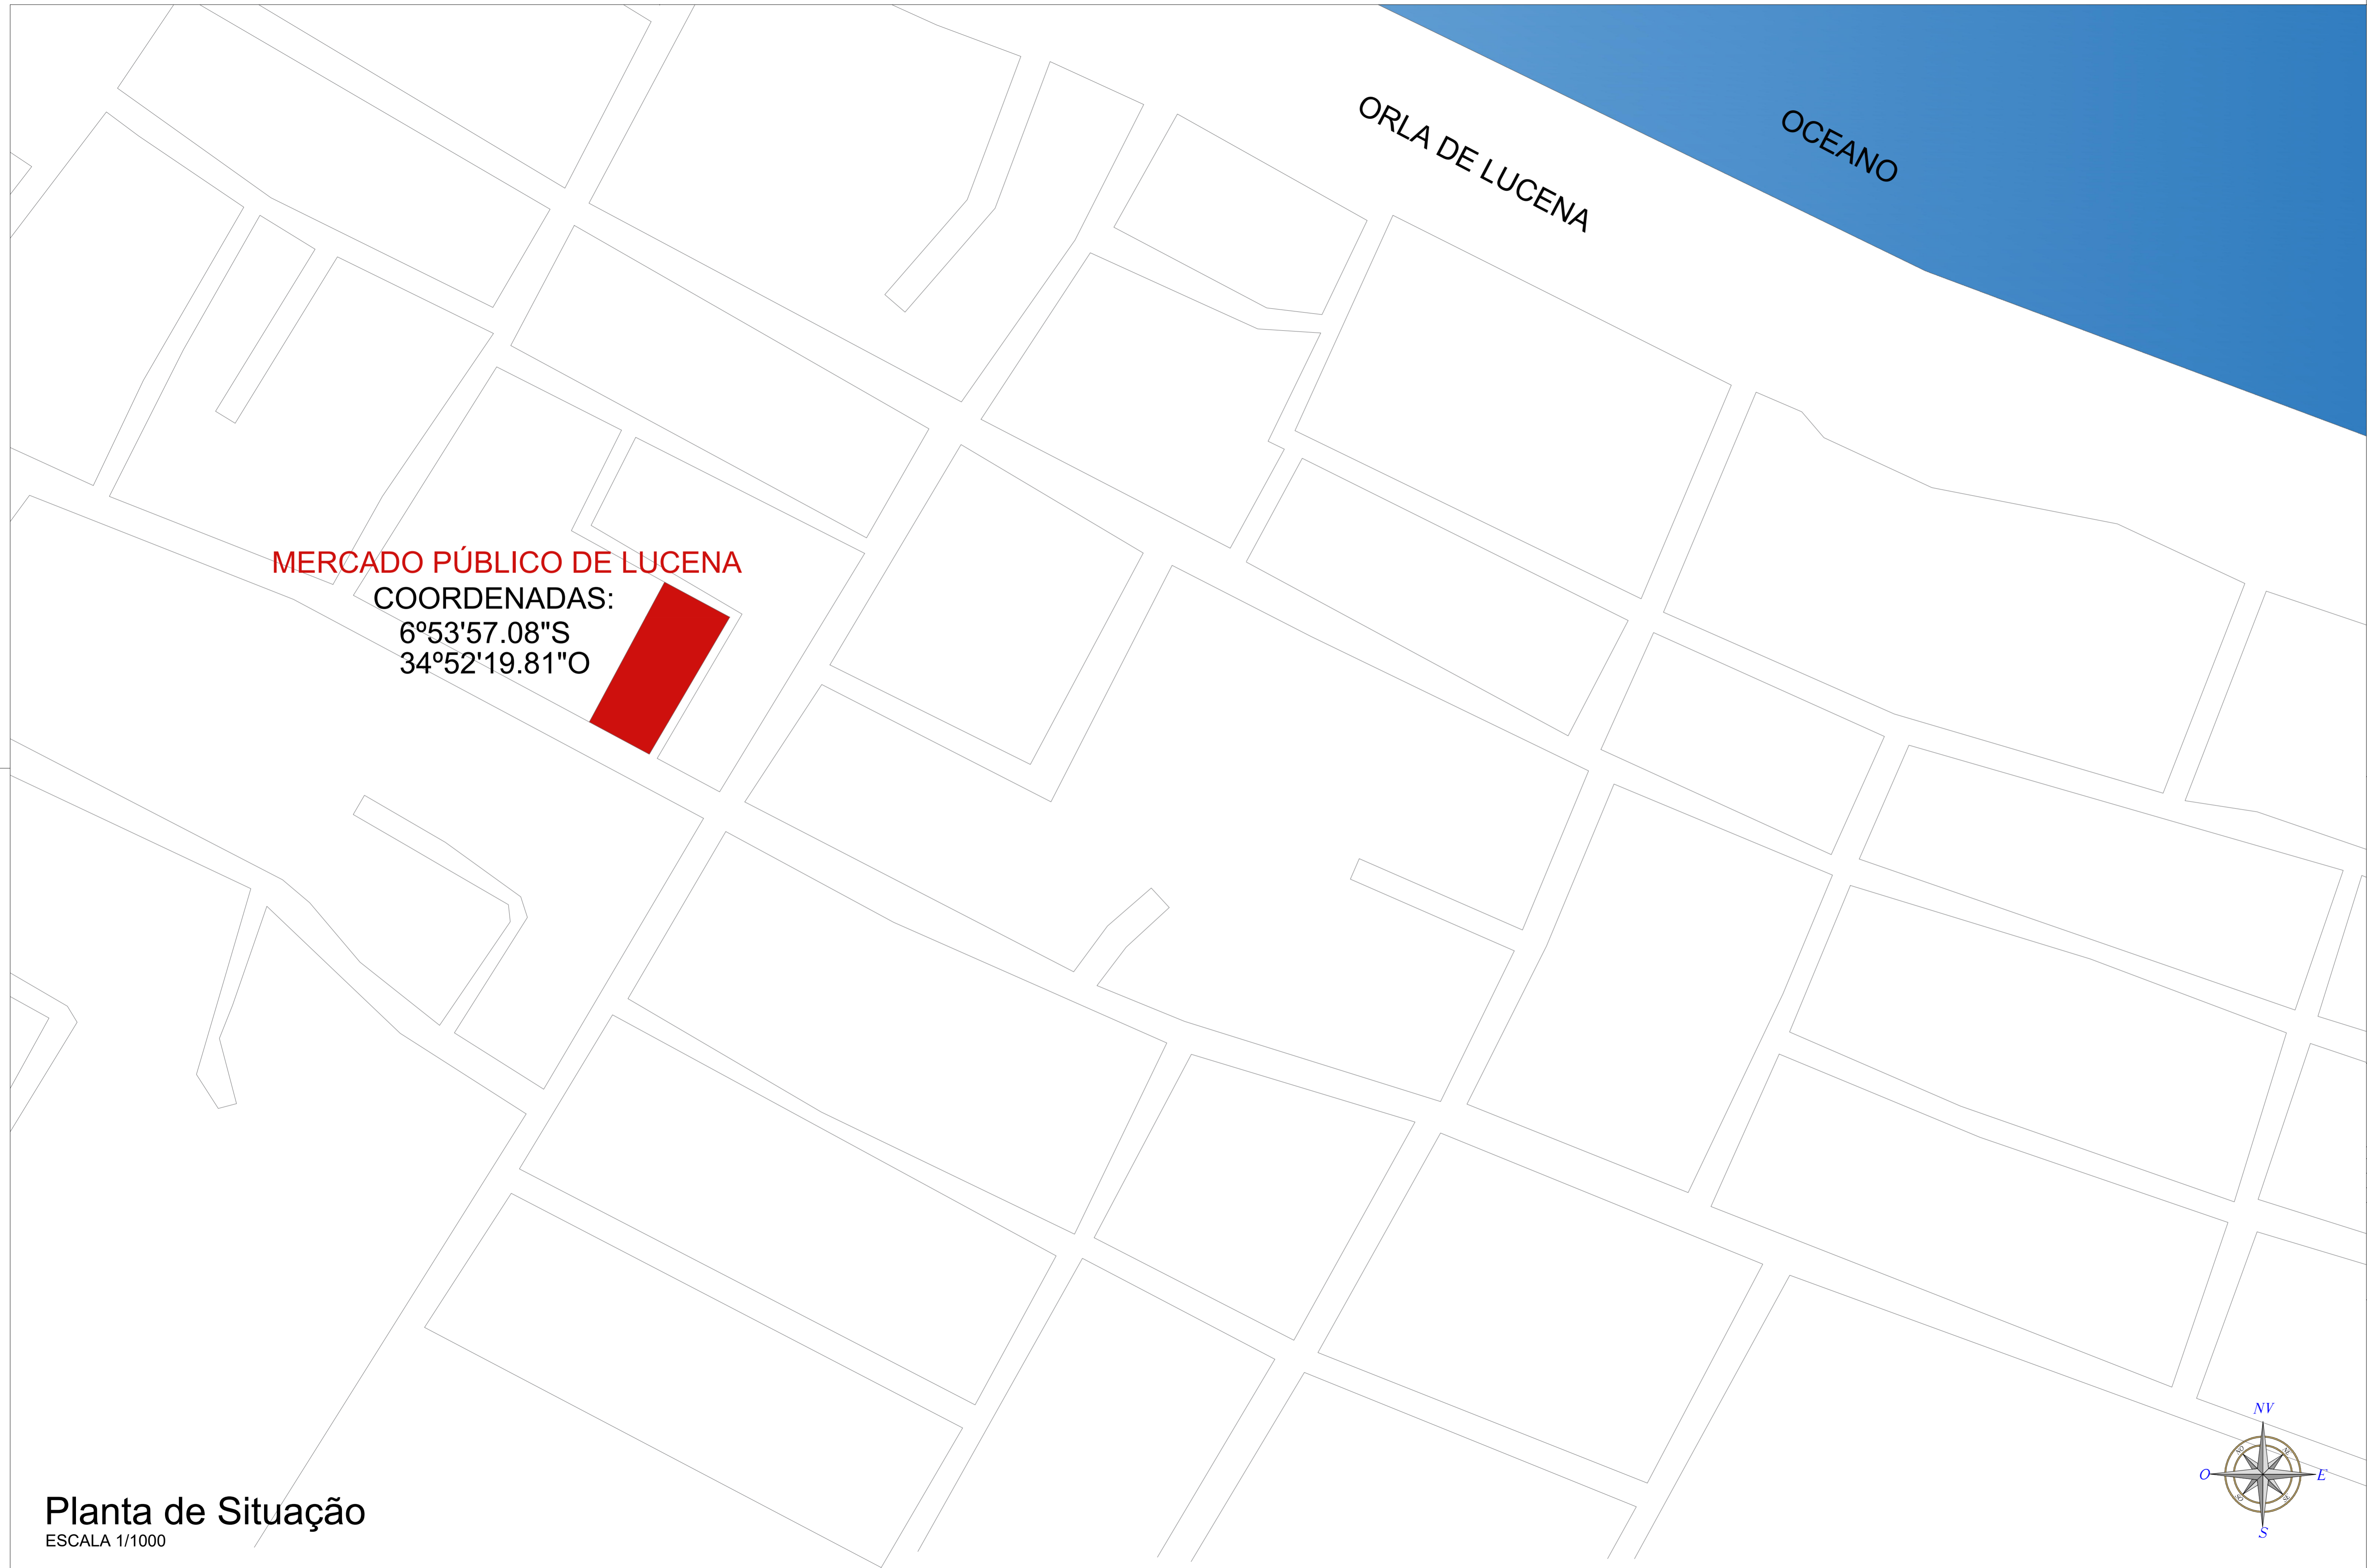 ORLA DE LUCENA
OCEANO
MERCADO PÚBLICO DE LUCENA
COORDENADAS:
6º53'57.08"S
34º52'19.81"O
Planta de Situação
ESCALA 1/1000
NV
O
E
S